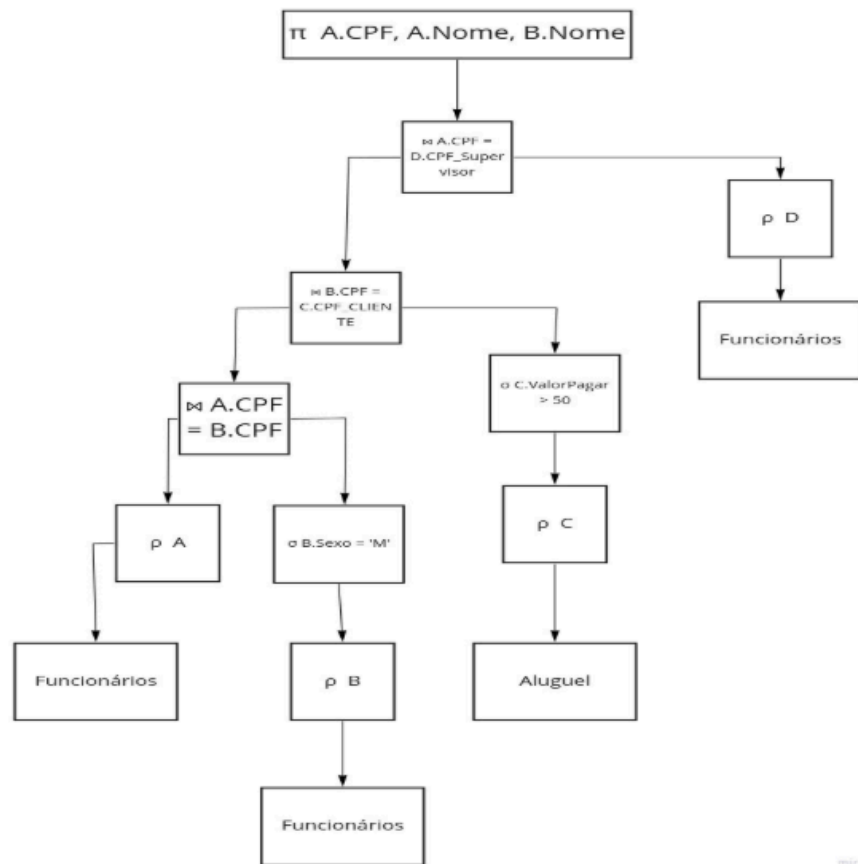 π A.CPF, A.Nome, B.Nome
⋈ A.CPF =
D.CPF_Super
visor
ρ D
⋈ B.CPF =
C.CPF_CLIEN
TE
Funcionários
σ C.ValorPagar
> 50
⋈ A.CPF
= B.CPF
ρ A
σ B.Sexo = 'M'
ρ C
Funcionários
ρ B
Aluguel
Funcionários